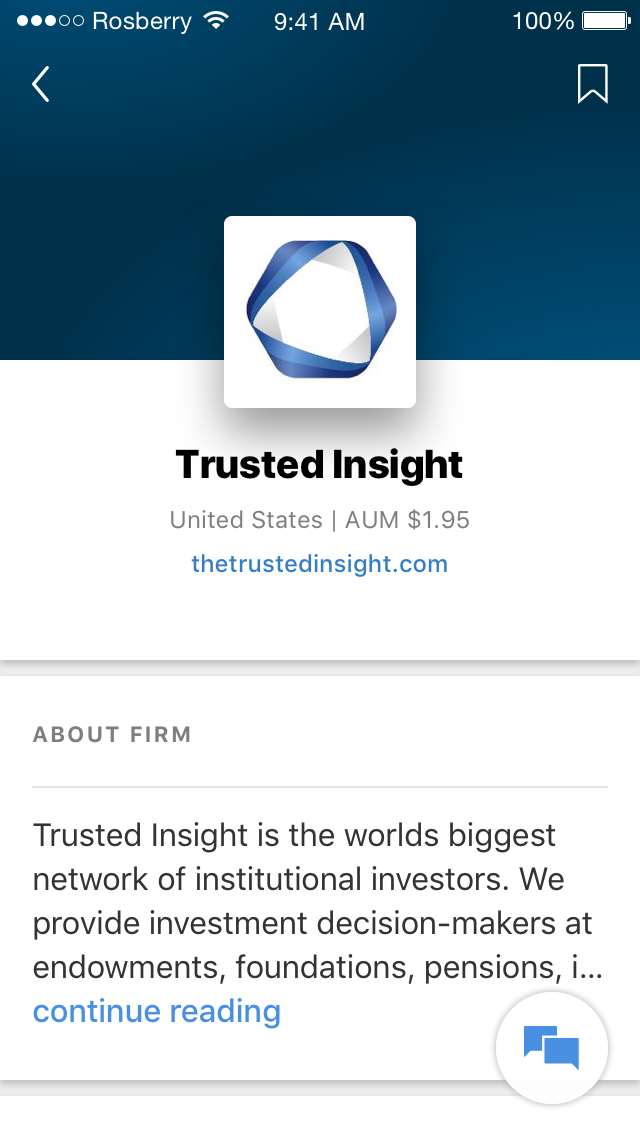 Rosberry 9:41 AM 100%
Trusted Insight
United States | AUM $1.95
thetrustedinsight.com
ABOUT FIRM
Trusted Insight is the worlds biggest
network of institutional investors. We
provide investment decision-makers at
endowments, foundations, pensions, i...
continue reading